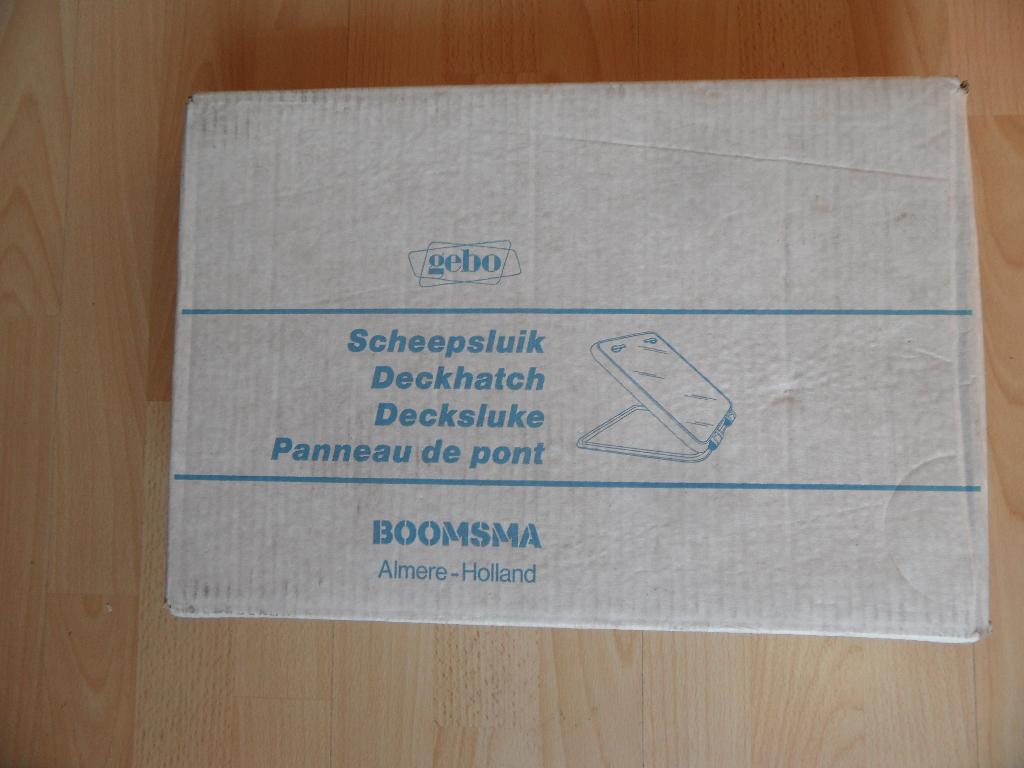 gebo
Scheepsluik
Deckhatch
Decksluke
Panneau de pont
BOOMSMA
Almere-Holland